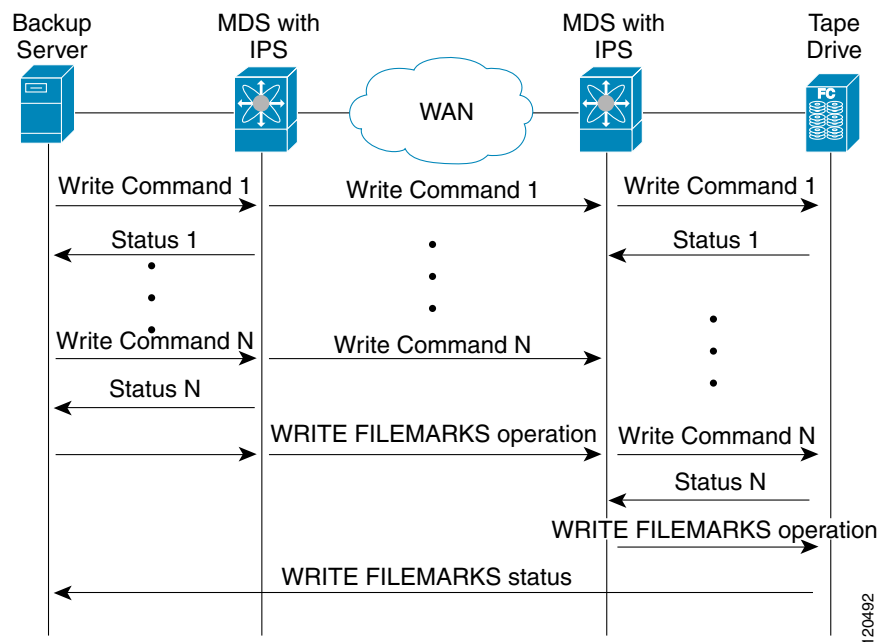 Backup
Server
MDS with
IPS
MDS with
IPS
Tape
Drive
FC
WAN
Write Command 1
Write Command 1
Write Command 1
Status 1
Status 1
Write Command N
Write Command N
Status N
WRITE FILEMARKS operation
Write Command N
Status N
WRITE FILEMARKS operation
WRITE FILEMARKS status
120492